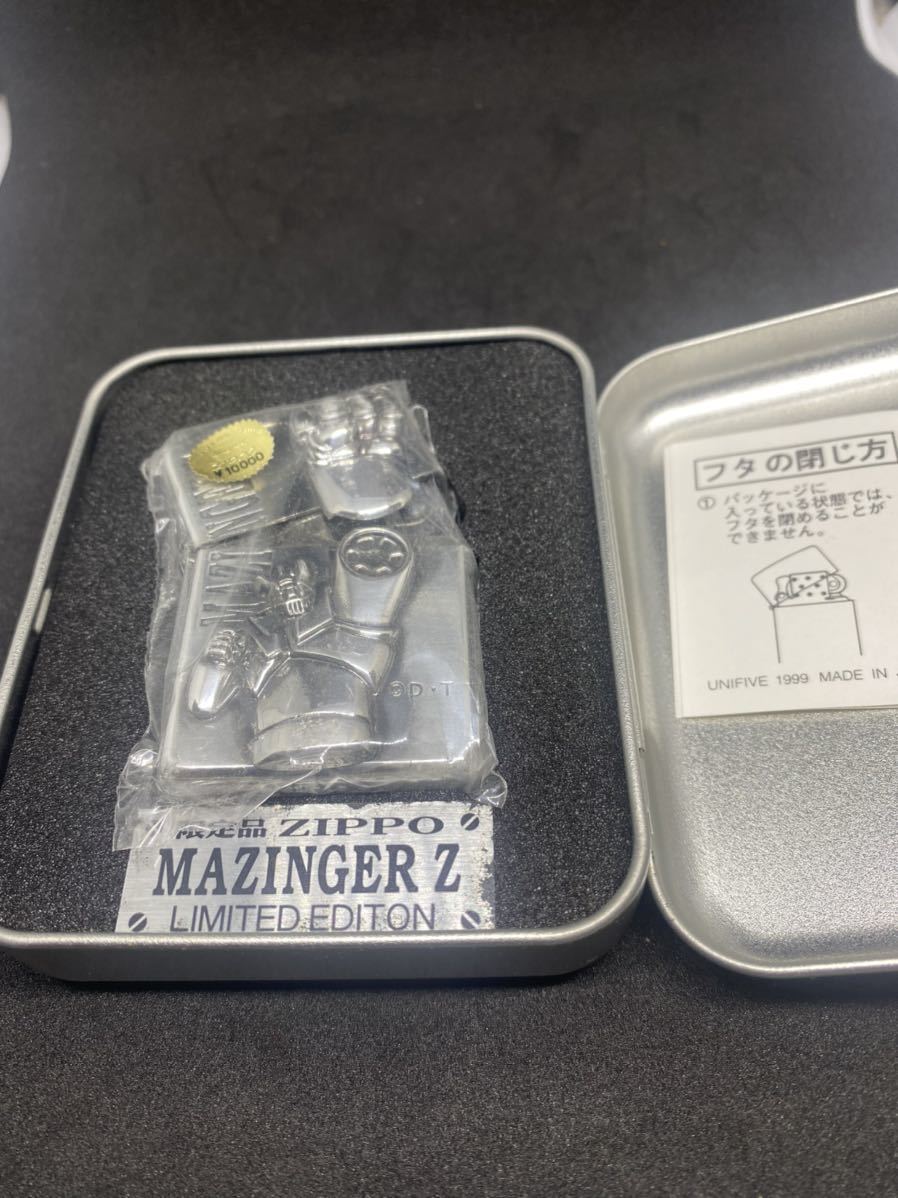 ¥10000
©D・T
限定品 ZIPPO
MAZINGER Z
LIMITED EDITON
フタの閉じ方
① パッケージに
入っている状態では、
フタを閉めることが
できません。
UNIFIVE 1999 MADE IN